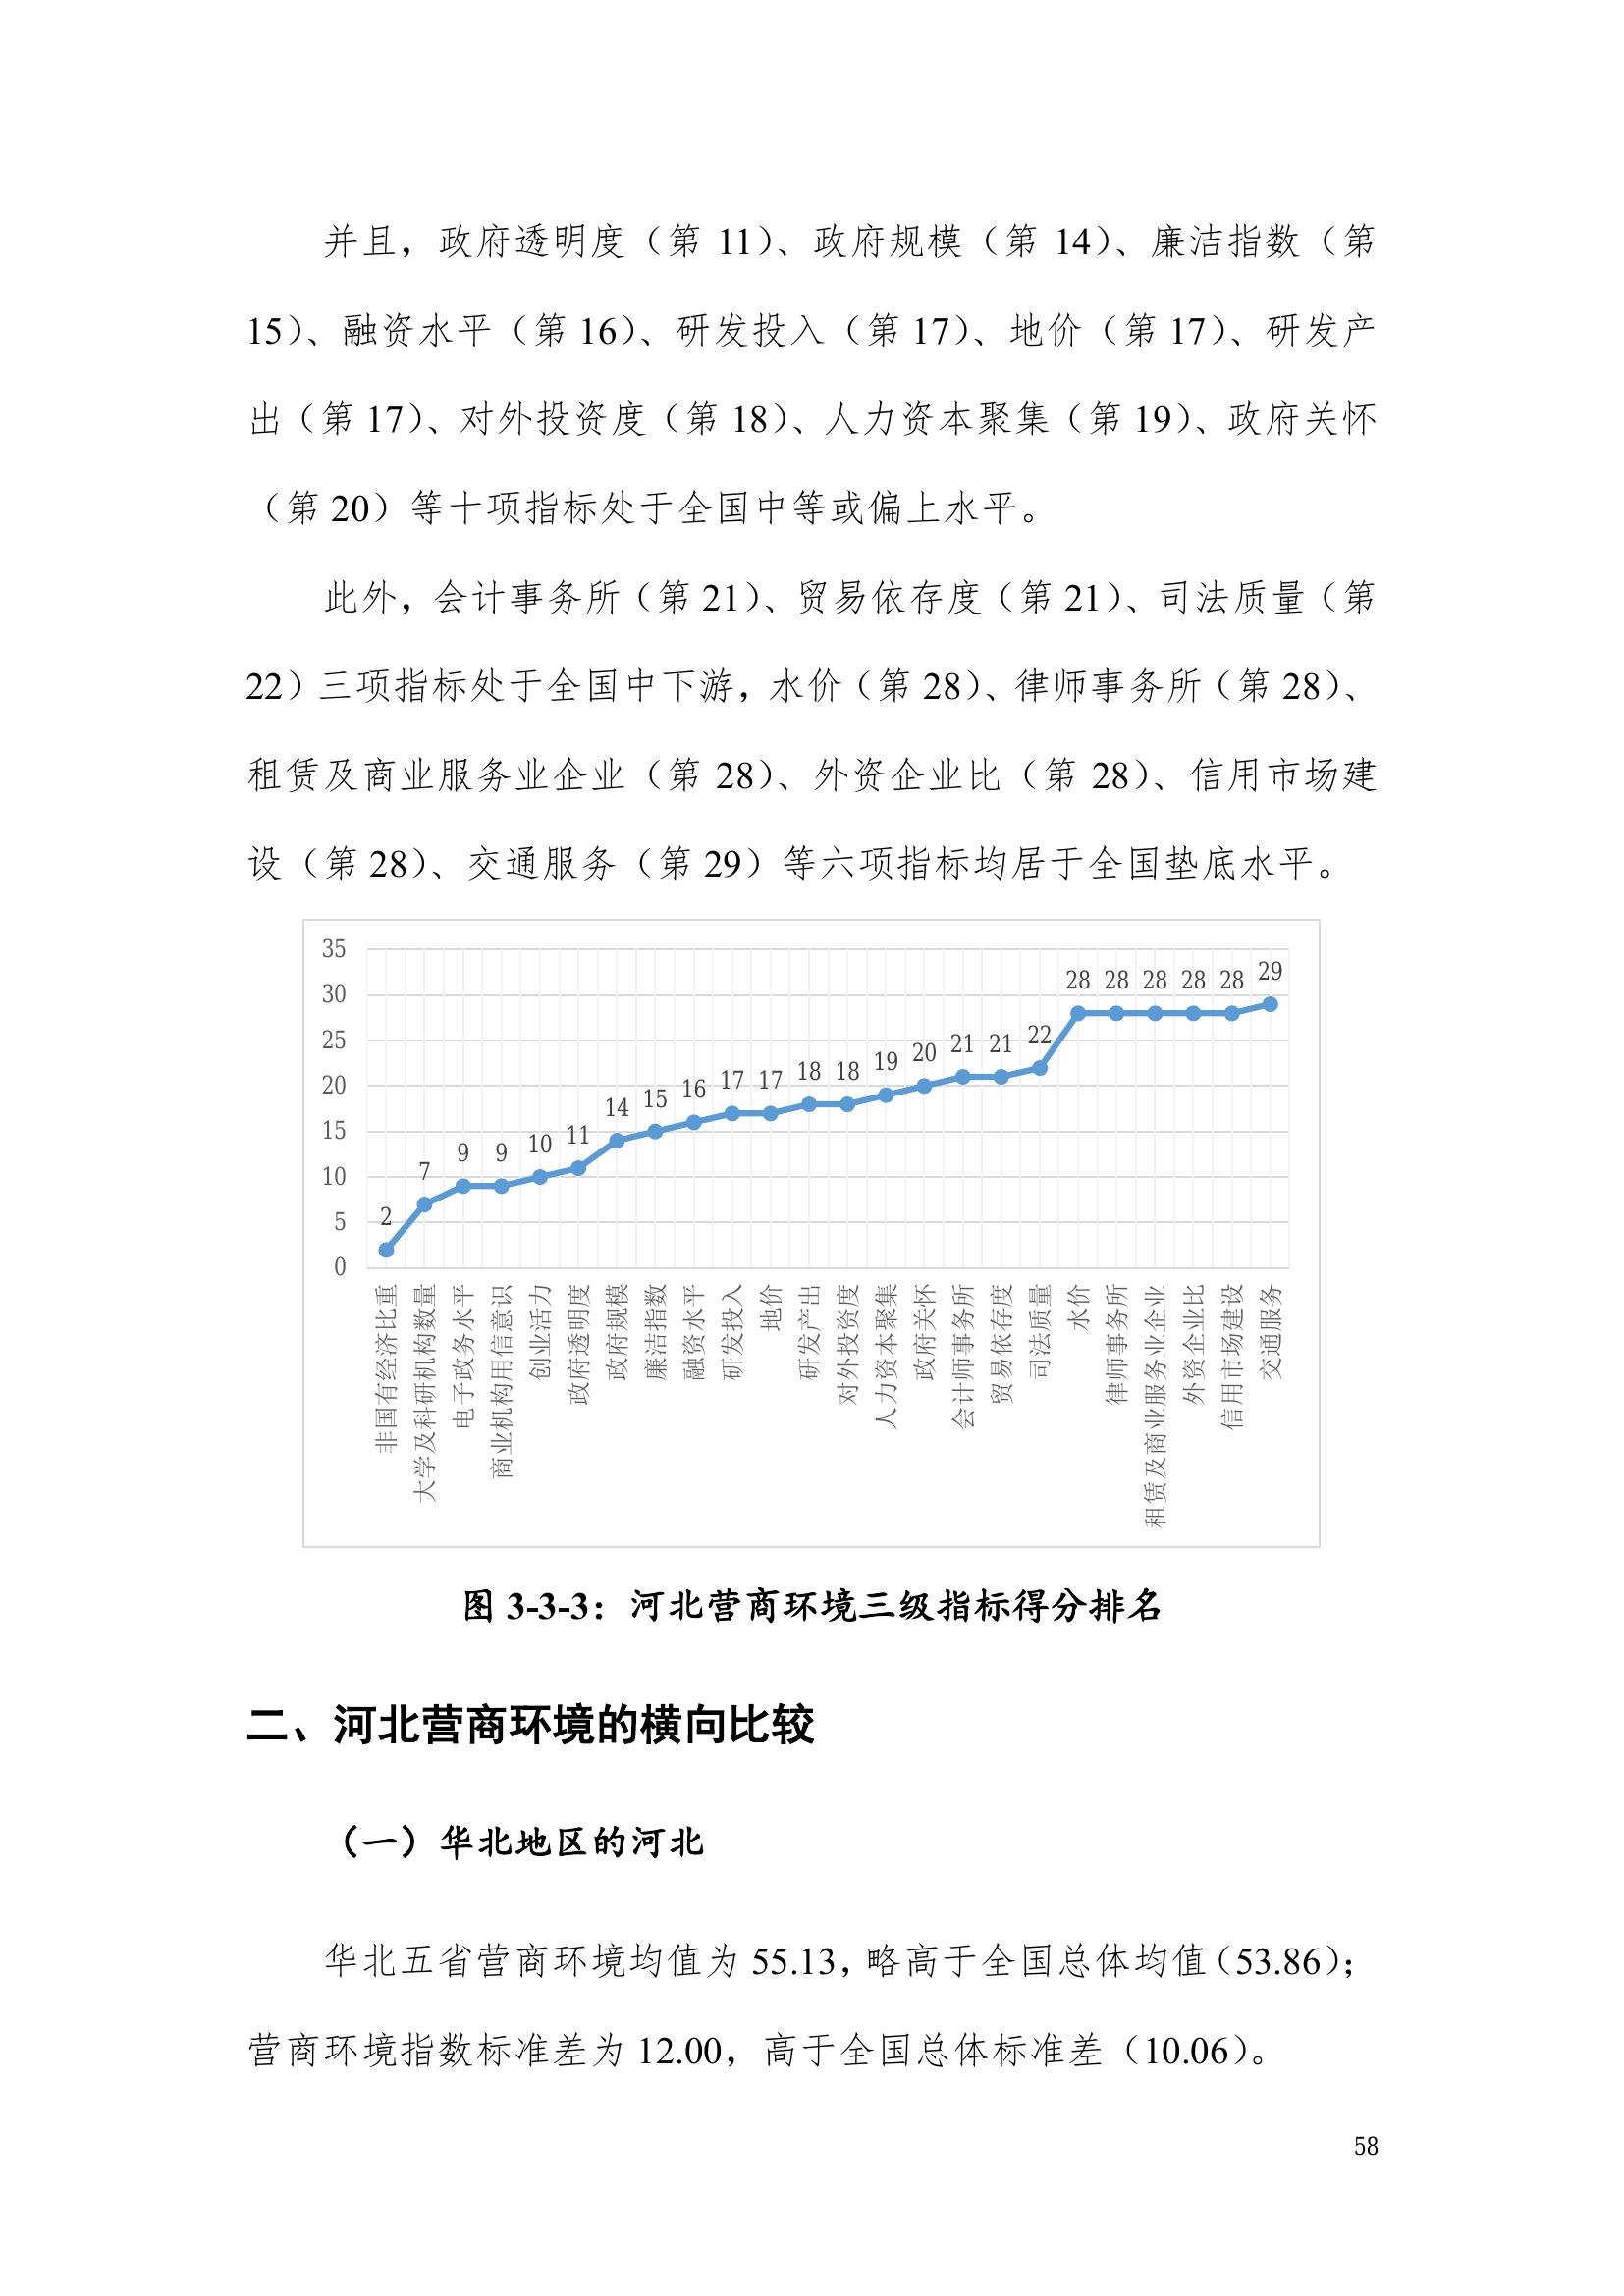 并且，政府透明度（第 11）、政府规模（第 14）、廉洁指数（第
15）、融资水平（第 16）、研发投入（第 17）、地价（第 17）、研发产
出（第 17）、对外投资度（第 18）、人力资本聚集（第 19）、政府关怀
（第 20）等十项指标处于全国中等或偏上水平。
此外，会计事务所（第 21）、贸易依存度（第 21）、司法质量（第
22）三项指标处于全国中下游，水价（第 28）、律师事务所（第 28）、
租赁及商业服务业企业（第 28）、外资企业比（第 28）、信用市场建
设（第 28）、交通服务（第 29）等六项指标均居于全国垫底水平。
35
30
25
20
15
10
5
0
2
7
9
9
10
11
14
15
16
17
17
18
18
19
20
21
21
22
28
28
28
28
28
29
非国有经济比重
大学及科研机构数量
电子政务水平
商业机构用信意识
创业活力
政府透明度
政府规模
廉洁指数
融资水平
研发投入
地价
研发产出
对外投资度
人力资本聚集
政府关怀
会计师事务所
贸易依存度
司法质量
水价
律师事务所
租赁及商业服务业企业
外资企业比
信用市场建设
交通服务
图 3-3-3：河北营商环境三级指标得分排名
二、河北营商环境的横向比较
（一）华北地区的河北
华北五省营商环境均值为 55.13，略高于全国总体均值（53.86）；
营商环境指数标准差为 12.00，高于全国总体标准差（10.06）。
58